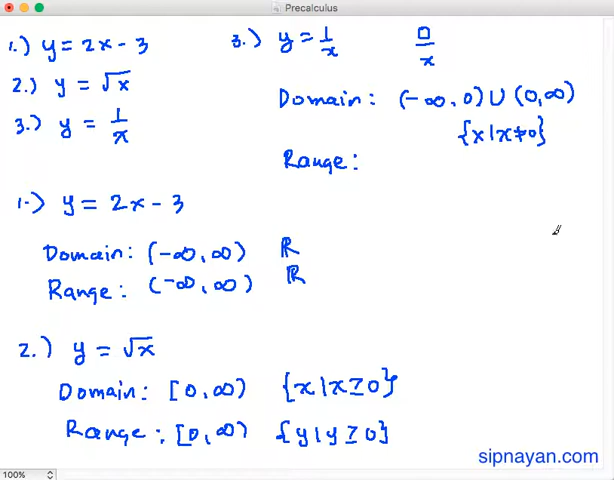 Precalculus
1.) y = 2x - 3
2.) y = √x
3.) y = 1/x
3.) y = 1/x    0/x
Domain: (-∞, 0) ∪ (0, ∞)
{x | x ≠ 0}
Range:
1.) y = 2x - 3
Domain: (-∞, ∞)    ℝ
Range: (-∞, ∞)    ℝ
2.) y = √x
Domain: [0, ∞)    {x | x ≥ 0}
Range: [0, ∞)    {y | y ≥ 0}
sipnayan.com
100%